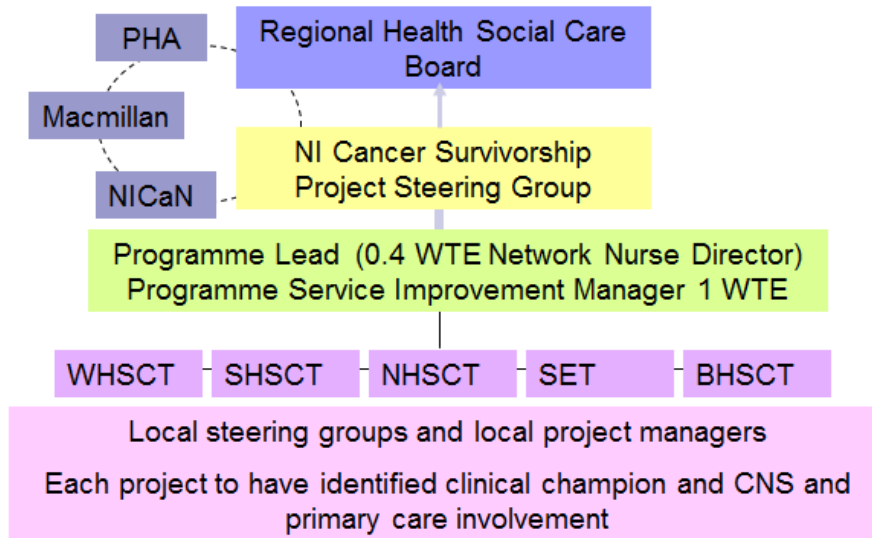 PHA
Regional Health Social Care
Board
Macmillan
NICaN
NI Cancer Survivorship
Project Steering Group
Programme Lead (0.4 WTE Network Nurse Director)
Programme Service Improvement Manager 1 WTE
WHSCT
SHSCT
NHSCT
SET
BHSCT
Local steering groups and local project managers
Each project to have identified clinical champion and CNS and
primary care involvement